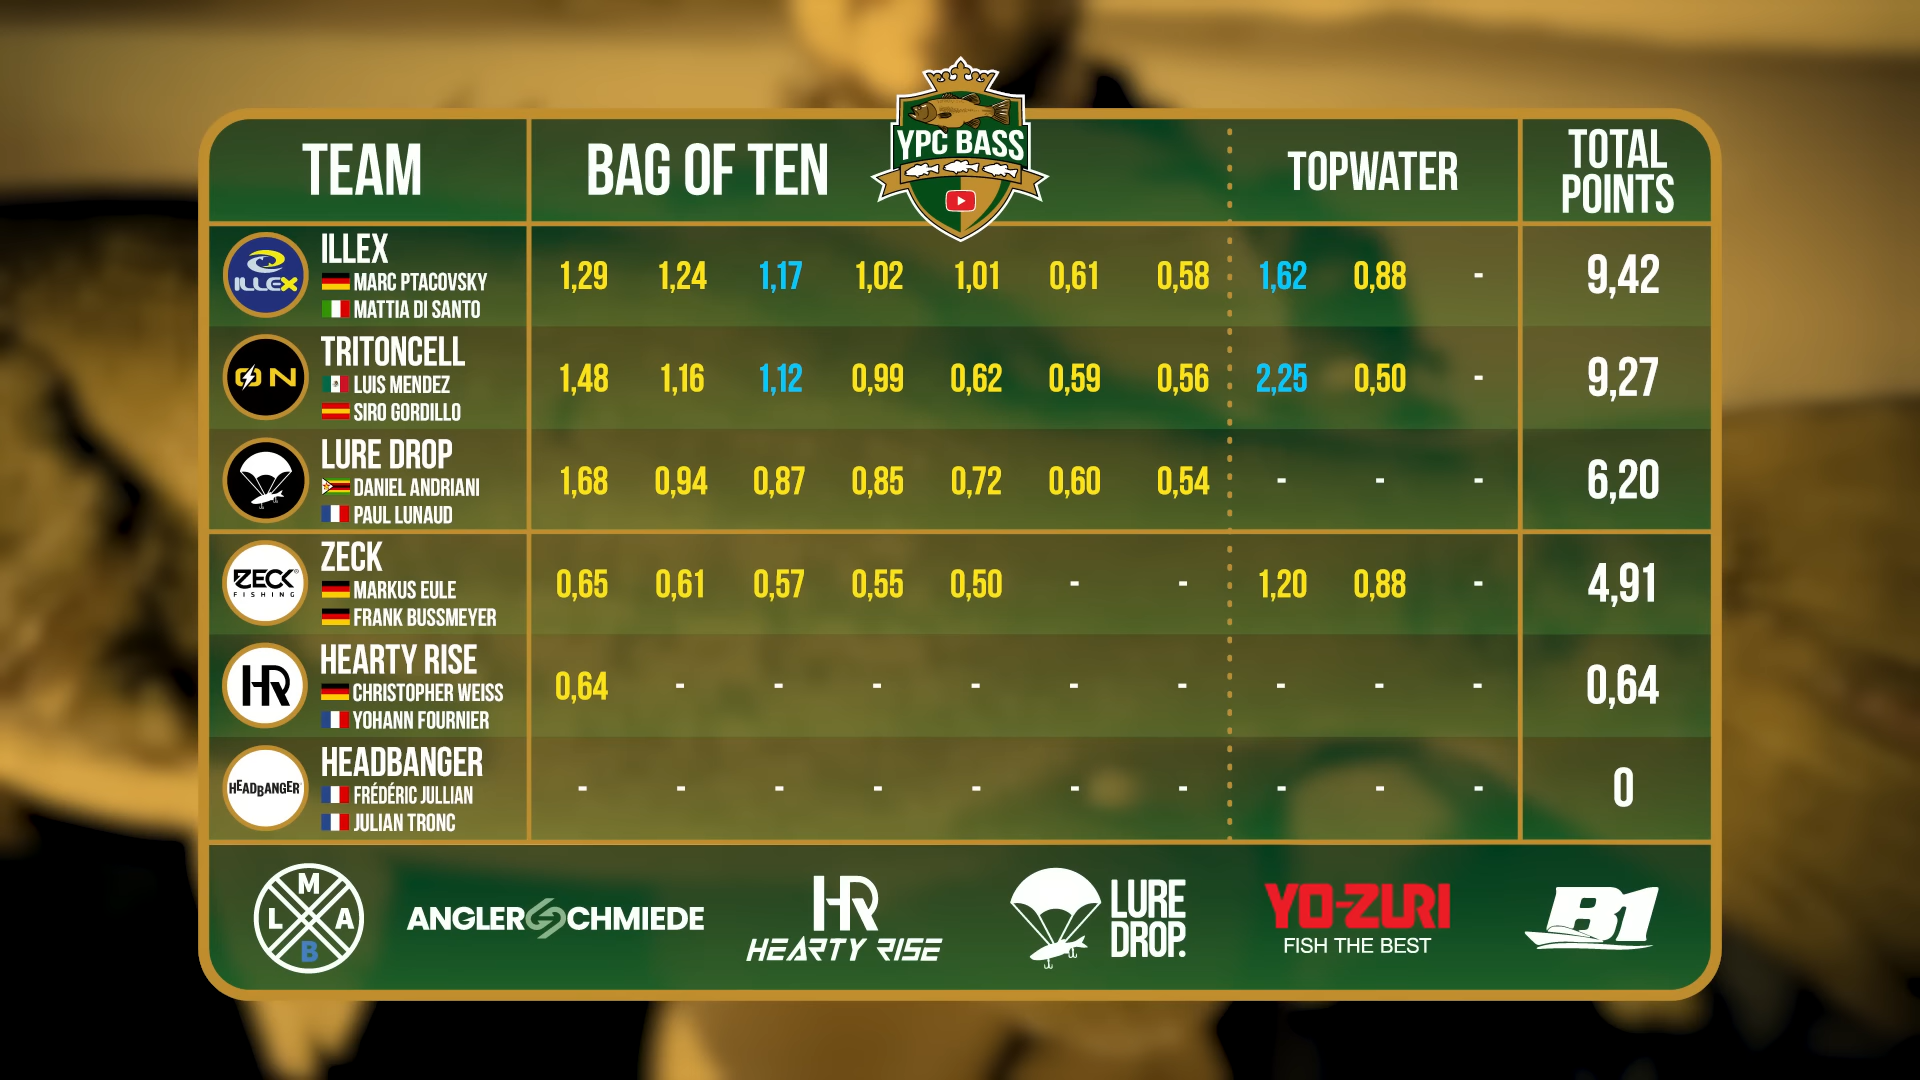 YPC BASS
TEAM BAG OF TEN TOPWATER TOTAL POINTS
ILLEX
ILLEX
MARC PTACOVSKY
MATTIA DI SANTO
1,29 1,24 1,17 1,02 1,01 0,61 0,58 1,62 0,88 - 9,42
ON
TRITONCELL
LUIS MENDEZ
SIRO GORDILLO
1,48 1,16 1,12 0,99 0,62 0,59 0,56 2,25 0,50 - 9,27
LURE DROP
DANIEL ANDRIANI
PAUL LUNAUD
1,68 0,94 0,87 0,85 0,72 0,60 0,54 - - - 6,20
ZECK®
FISHING
ZECK
MARKUS EULE
FRANK BUSSMEYER
0,65 0,61 0,57 0,55 0,50 - - 1,20 0,88 - 4,91
HR
HEARTY RISE
CHRISTOPHER WEISS
YOHANN FOURNIER
0,64 - - - - - - - - - 0,64
HEADBANGER
HEADBANGER
FRÉDÉRIC JULLIAN
JULIAN TRONC
- - - - - - - - - - 0
M
L A
B
ANGLERSCHMIEDE
HR
HEARTY RISE
LURE
DROP.
YO-ZURI
FISH THE BEST
B1